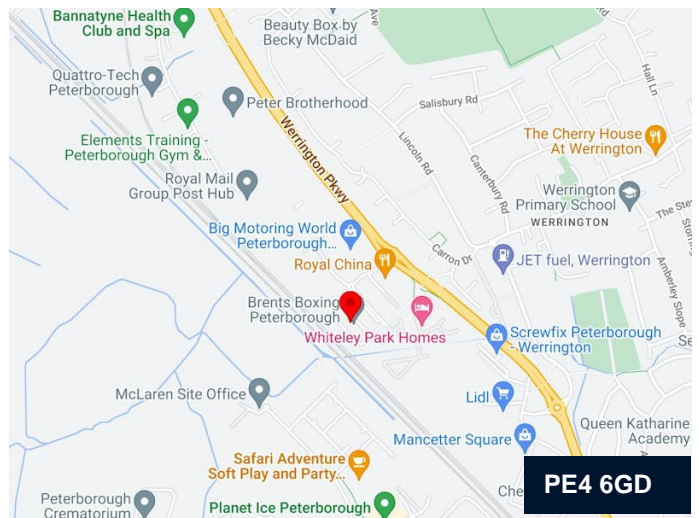 Bannatyne Health
Club and Spa
Beauty Box by
Becky McDaid
Ave
Quattro-Tech
Peterborough
Peter Brotherhood
Salisbury Rd
Hall Ln
Elements Training -
Peterborough Gym &...
Werrington Pkwy
Lincoln Rd
Canterbury Rd
The Cherry House
At Werrington
Royal Mail
Group Post Hub
Werrington
Primary School
WERRINGTON
The Ste
Big Motoring World
Peterborough...
Carron Dr
Royal China
JET fuel, Werrington
Amberley Slope
Brents Boxing
Peterborough
Whiteley Park Homes
Screwfix Peterborough
- Werrington
Se
McLaren Site Office
Lidl
Mancetter Square
Queen Katharine
Academy
Safari Adventure
Soft Play and Party...
Che
PE4 6GD
Peterborough
Crematorium
Planet Ice Peterborough